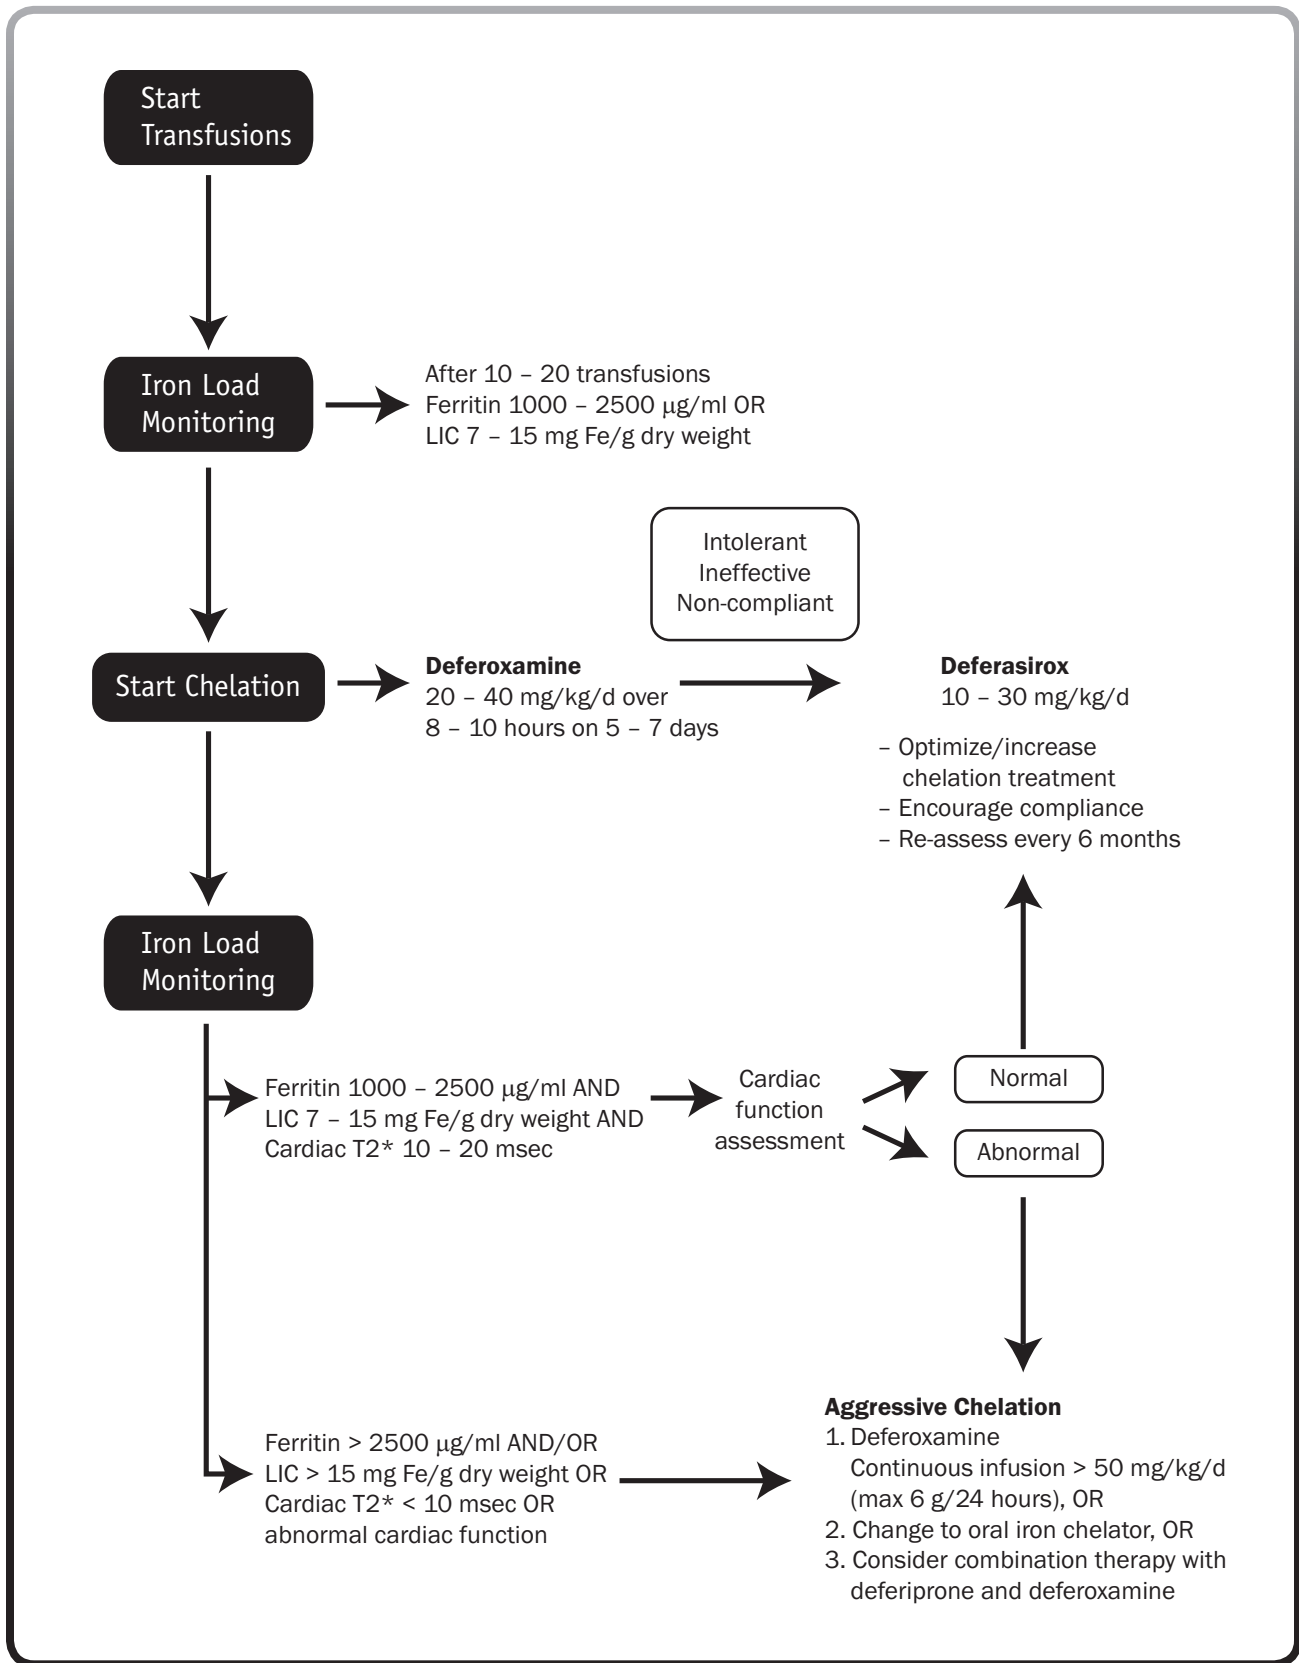 Start
Transfusions
Iron Load
Monitoring
After 10 – 20 transfusions
Ferritin 1000 – 2500 μg/ml OR
LIC 7 – 15 mg Fe/g dry weight
Intolerant
Ineffective
Non-compliant
Start Chelation
Deferoxamine
20 – 40 mg/kg/d over
8 – 10 hours on 5 – 7 days
Deferasirox
10 – 30 mg/kg/d
– Optimize/increase
chelation treatment
– Encourage compliance
– Re-assess every 6 months
Iron Load
Monitoring
Ferritin 1000 – 2500 μg/ml AND
LIC 7 – 15 mg Fe/g dry weight AND
Cardiac T2* 10 – 20 msec
Cardiac
function
assessment
Normal
Abnormal
Ferritin > 2500 μg/ml AND/OR
LIC > 15 mg Fe/g dry weight OR
Cardiac T2* < 10 msec OR
abnormal cardiac function
Aggressive Chelation
1. Deferoxamine
Continuous infusion > 50 mg/kg/d
(max 6 g/24 hours), OR
2. Change to oral iron chelator, OR
3. Consider combination therapy with
deferiprone and deferoxamine